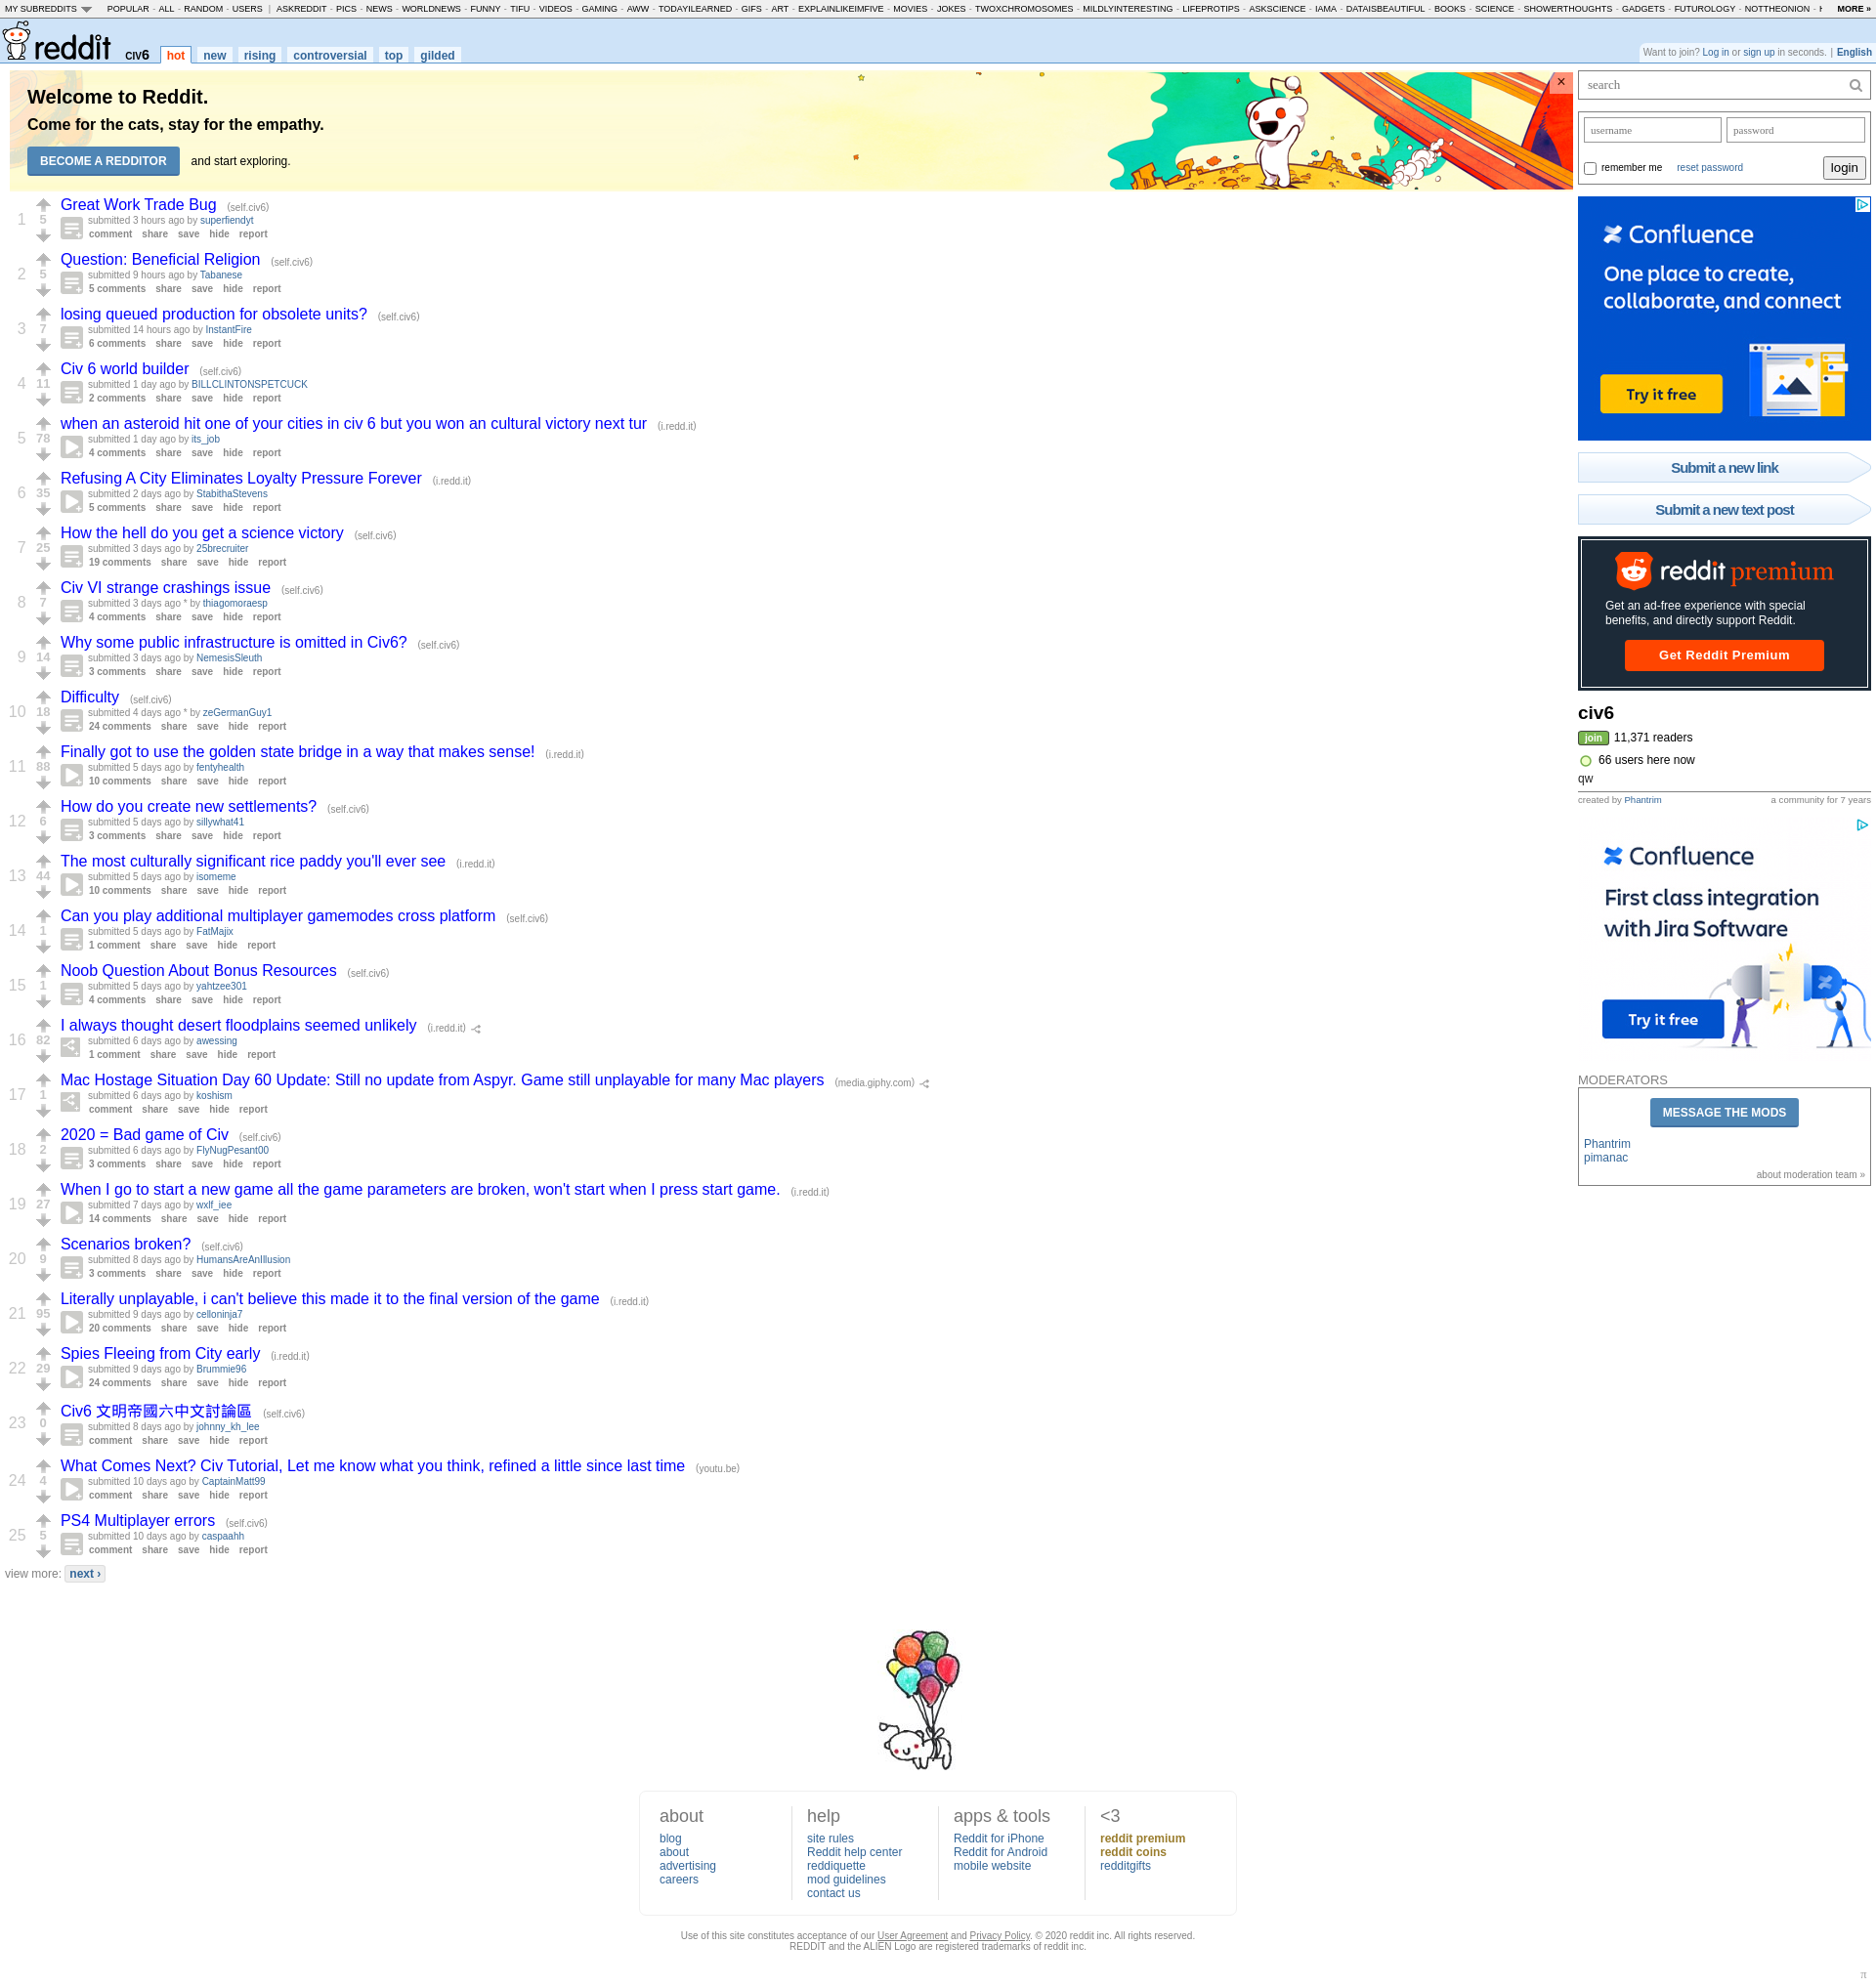 MY SUBREDDITS POPULAR - ALL - RANDOM - USERS | ASKREDDIT - PICS - NEWS - WORLDNEWS - FUNNY - TIFU - VIDEOS - GAMING - AWW - TODAYILEARNED - GIFS - ART - EXPLAINLIKEIMFIVE - MOVIES - JOKES - TWOXCHROMOSOMES - MILDLYINTERESTING - LIFEPROTIPS - ASKSCIENCE - IAMA - DATAISBEAUTIFUL - BOOKS - SCIENCE - SHOWERTHOUGHTS - GADGETS - FUTUROLOGY - NOTTHEONION - MORE »
reddit CIV6 hot new rising controversial top gilded
Want to join? Log in or sign up in seconds. | English
Welcome to Reddit.
Come for the cats, stay for the empathy.
BECOME A REDDITOR and start exploring.
×
1
5
Great Work Trade Bug (self.civ6)
submitted 3 hours ago by superfiendyt
comment share save hide report
2
5
Question: Beneficial Religion (self.civ6)
submitted 9 hours ago by Tabanese
5 comments share save hide report
3
7
losing queued production for obsolete units? (self.civ6)
submitted 14 hours ago by InstantFire
6 comments share save hide report
4
11
Civ 6 world builder (self.civ6)
submitted 1 day ago by BILLCLINTONSPETCUCK
2 comments share save hide report
5
78
when an asteroid hit one of your cities in civ 6 but you won an cultural victory next tur (i.redd.it)
submitted 1 day ago by its_job
4 comments share save hide report
6
35
Refusing A City Eliminates Loyalty Pressure Forever (i.redd.it)
submitted 2 days ago by StabithaStevens
5 comments share save hide report
7
25
How the hell do you get a science victory (self.civ6)
submitted 3 days ago by 25brecruiter
19 comments share save hide report
8
7
Civ VI strange crashings issue (self.civ6)
submitted 3 days ago * by thiagomoraesp
4 comments share save hide report
9
14
Why some public infrastructure is omitted in Civ6? (self.civ6)
submitted 3 days ago by NemesisSleuth
3 comments share save hide report
10
18
Difficulty (self.civ6)
submitted 4 days ago * by zeGermanGuy1
24 comments share save hide report
11
88
Finally got to use the golden state bridge in a way that makes sense! (i.redd.it)
submitted 5 days ago by fentyhealth
10 comments share save hide report
12
6
How do you create new settlements? (self.civ6)
submitted 5 days ago by sillywhat41
3 comments share save hide report
13
44
The most culturally significant rice paddy you'll ever see (i.redd.it)
submitted 5 days ago by isomeme
10 comments share save hide report
14
1
Can you play additional multiplayer gamemodes cross platform (self.civ6)
submitted 5 days ago by FatMajix
1 comment share save hide report
15
1
Noob Question About Bonus Resources (self.civ6)
submitted 5 days ago by yahtzee301
4 comments share save hide report
16
82
I always thought desert floodplains seemed unlikely (i.redd.it)
submitted 6 days ago by awessing
1 comment share save hide report
17
1
Mac Hostage Situation Day 60 Update: Still no update from Aspyr. Game still unplayable for many Mac players (media.giphy.com)
submitted 6 days ago by koshism
comment share save hide report
18
2
2020 = Bad game of Civ (self.civ6)
submitted 6 days ago by FlyNugPesant00
3 comments share save hide report
19
27
When I go to start a new game all the game parameters are broken, won't start when I press start game. (i.redd.it)
submitted 7 days ago by wxlf_iee
14 comments share save hide report
20
9
Scenarios broken? (self.civ6)
submitted 8 days ago by HumansAreAnIllusion
3 comments share save hide report
21
95
Literally unplayable, i can't believe this made it to the final version of the game (i.redd.it)
submitted 9 days ago by celloninja7
20 comments share save hide report
22
29
Spies Fleeing from City early (i.redd.it)
submitted 9 days ago by Brummie96
24 comments share save hide report
23
0
Civ6 文明帝國六中文討論區 (self.civ6)
submitted 8 days ago by johnny_kh_lee
comment share save hide report
24
4
What Comes Next? Civ Tutorial, Let me know what you think, refined a little since last time (youtu.be)
submitted 10 days ago by CaptainMatt99
comment share save hide report
25
5
PS4 Multiplayer errors (self.civ6)
submitted 10 days ago by caspaahh
comment share save hide report
view more: next ›
search
username password
remember me reset password login
Confluence
One place to create,
collaborate, and connect
Try it free
Submit a new link
Submit a new text post
reddit premium
Get an ad-free experience with special
benefits, and directly support Reddit.
Get Reddit Premium
civ6
join 11,371 readers
66 users here now
qw
created by Phantrim a community for 7 years
Confluence
First class integration
with Jira Software
Try it free
MODERATORS
MESSAGE THE MODS
Phantrim
pimanac
about moderation team »
about
blog
about
advertising
careers
help
site rules
Reddit help center
reddiquette
mod guidelines
contact us
apps & tools
Reddit for iPhone
Reddit for Android
mobile website
<3
reddit premium
reddit coins
redditgifts
Use of this site constitutes acceptance of our User Agreement and Privacy Policy. © 2020 reddit inc. All rights reserved.
REDDIT and the ALIEN Logo are registered trademarks of reddit inc.
π